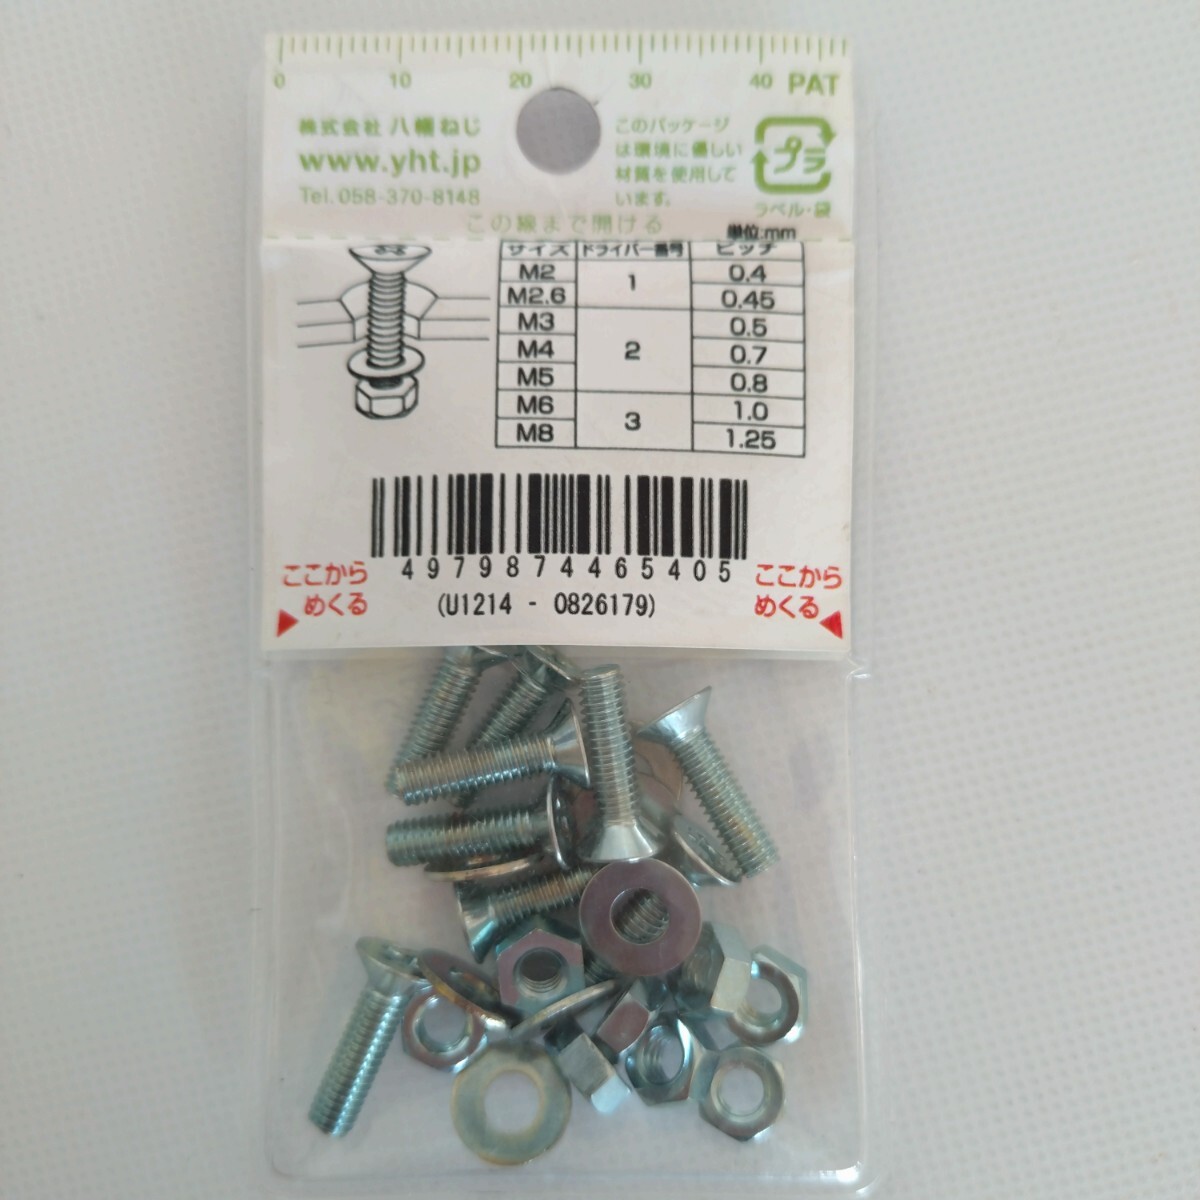 0 10 20 30 40 PAT
株式会社 八幡ねじ
www.yht.jp
Tel.058-370-8148
このパッケージ
は環境に優しい
材質を使用して
います。
プラ
ラベル・袋
この線まで開ける
単位:mm
サイズ ドライバー番号 ピッチ
M2 1 0.4
M2.6 0.45
M3 2 0.5
M4 0.7
M5 0.8
M6 3 1.0
M8 1.25
4979874465405
(U1214 - 0826179)
ここから
めくる
ここから
めくる